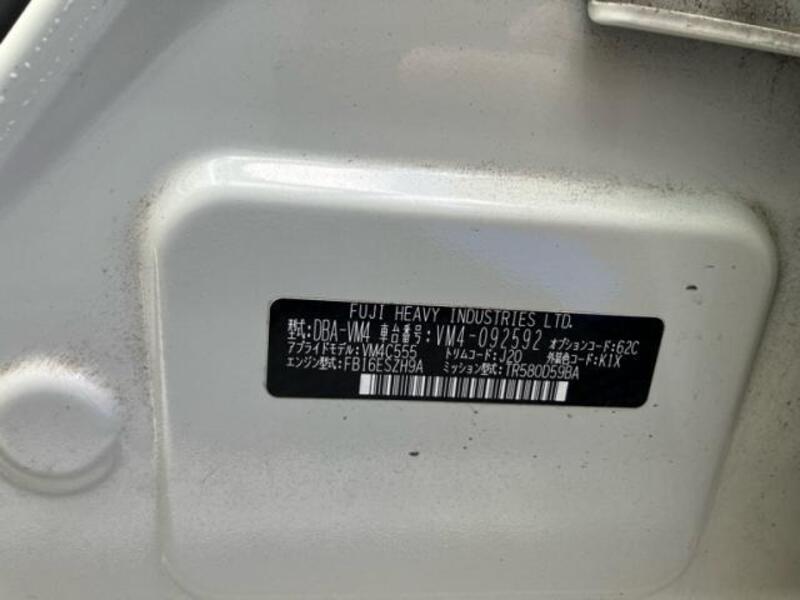 FUJI HEAVY INDUSTRIES LTD.
型式:DBA-VM4 車台番号:VM4-092592 オプションコード:62C
アプライドモデル:VM4C555 トリムコード:J20 外装色コード:K1X
エンジン型式:FB16ESZH9A ミッション型式:TR580D59BA